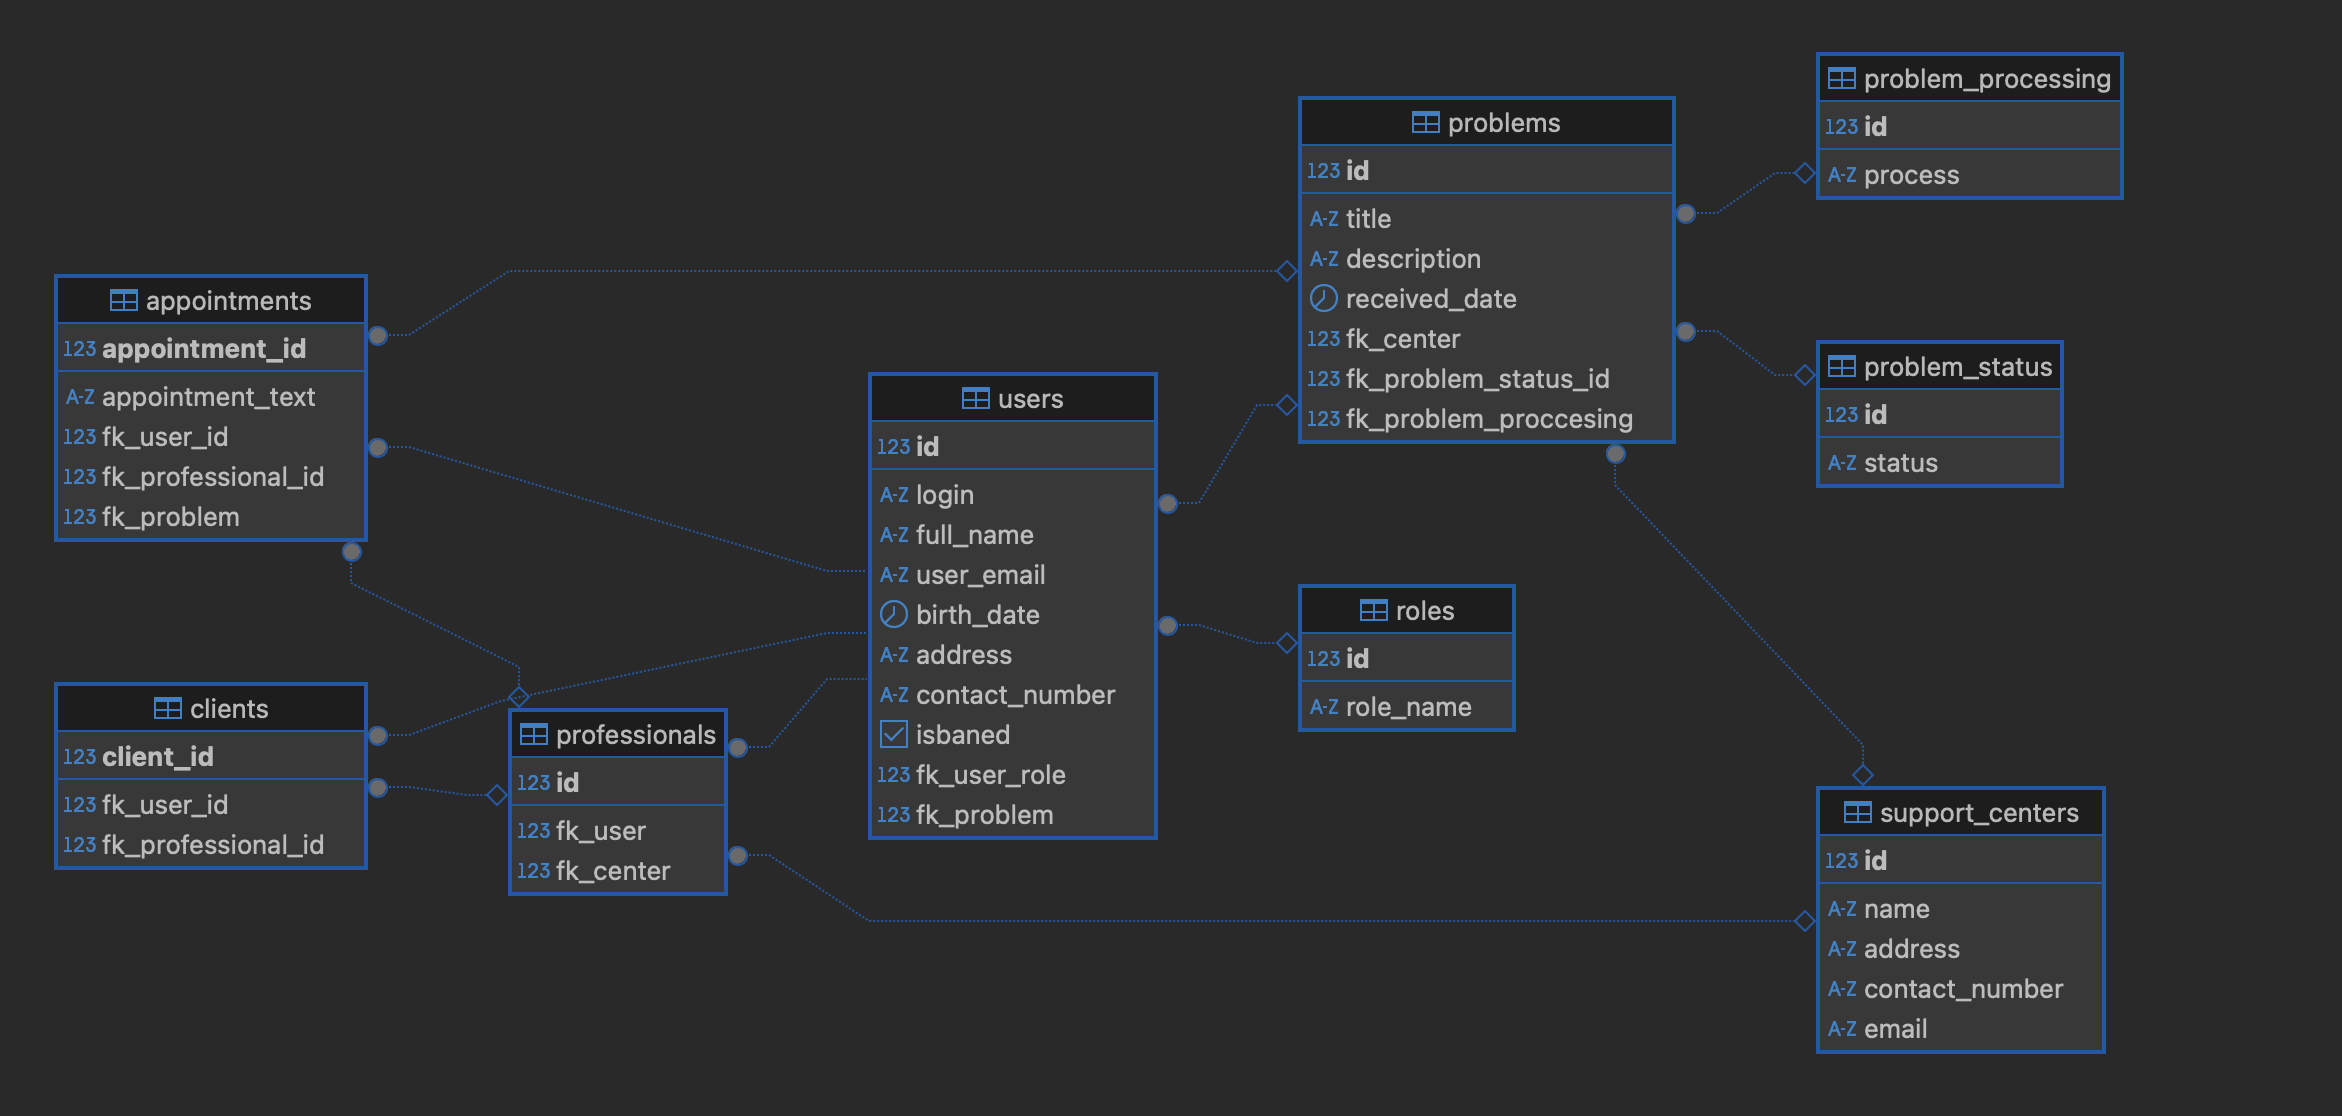 problem_processing
123 id
A-Z process
problems
123 id
A-Z title
A-Z description
received_date
123 fk_center
123 fk_problem_status_id
123 fk_problem_proccesing
appointments
123 appointment_id
A-Z appointment_text
123 fk_user_id
123 fk_professional_id
123 fk_problem
problem_status
123 id
A-Z status
users
123 id
A-Z login
A-Z full_name
A-Z user_email
birth_date
A-Z address
A-Z contact_number
isbaned
123 fk_user_role
123 fk_problem
roles
123 id
A-Z role_name
clients
123 client_id
123 fk_user_id
123 fk_professional_id
professionals
123 id
123 fk_user
123 fk_center
support_centers
123 id
A-Z name
A-Z address
A-Z contact_number
A-Z email